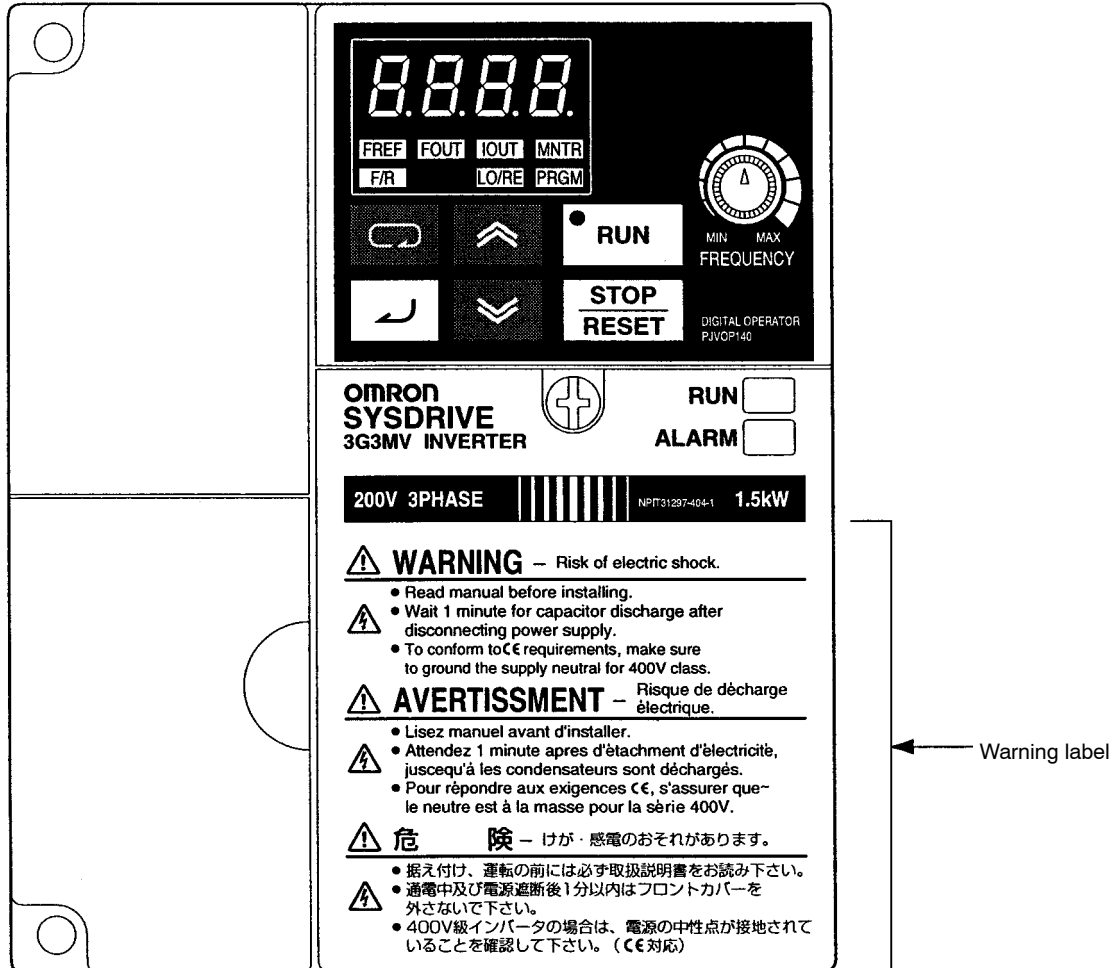 8.8.8.8.
FREF FOUT IOUT MNTR
F/R LO/RE PRGM
RUN
MIN MAX
FREQUENCY
STOP
RESET
DIGITAL OPERATOR
PJVOP140
OMRON
SYSDRIVE
3G3MV INVERTER
RUN
ALARM
200V 3PHASE NPIT31297-404-1 1.5kW
WARNING – Risk of electric shock.
● Read manual before installing.
● Wait 1 minute for capacitor discharge after
disconnecting power supply.
● To conform to CE requirements, make sure
to ground the supply neutral for 400V class.
AVERTISSMENT – Risque de dècharge
èlectrique.
● Lisez manuel avant d'installer.
● Attendez 1 minute apres d'ètachment d'èlectricitè,
juscequ'á les condensateurs sont dèchargès.
● Pour rèpondre aux exigences CE, s'assurer que~
le neutre est à la masse pour la sèrie 400V.
危 険 – けが・感電のおそれがあります。
● 据え付け、運転の前には必ず取扱説明書をお読み下さい。
● 通電中及び電源遮断後1分以内はフロントカバーを
外さないで下さい。
● 400V級インバータの場合は、電源の中性点が接地されて
いることを確認して下さい。(CE対応)
Warning label